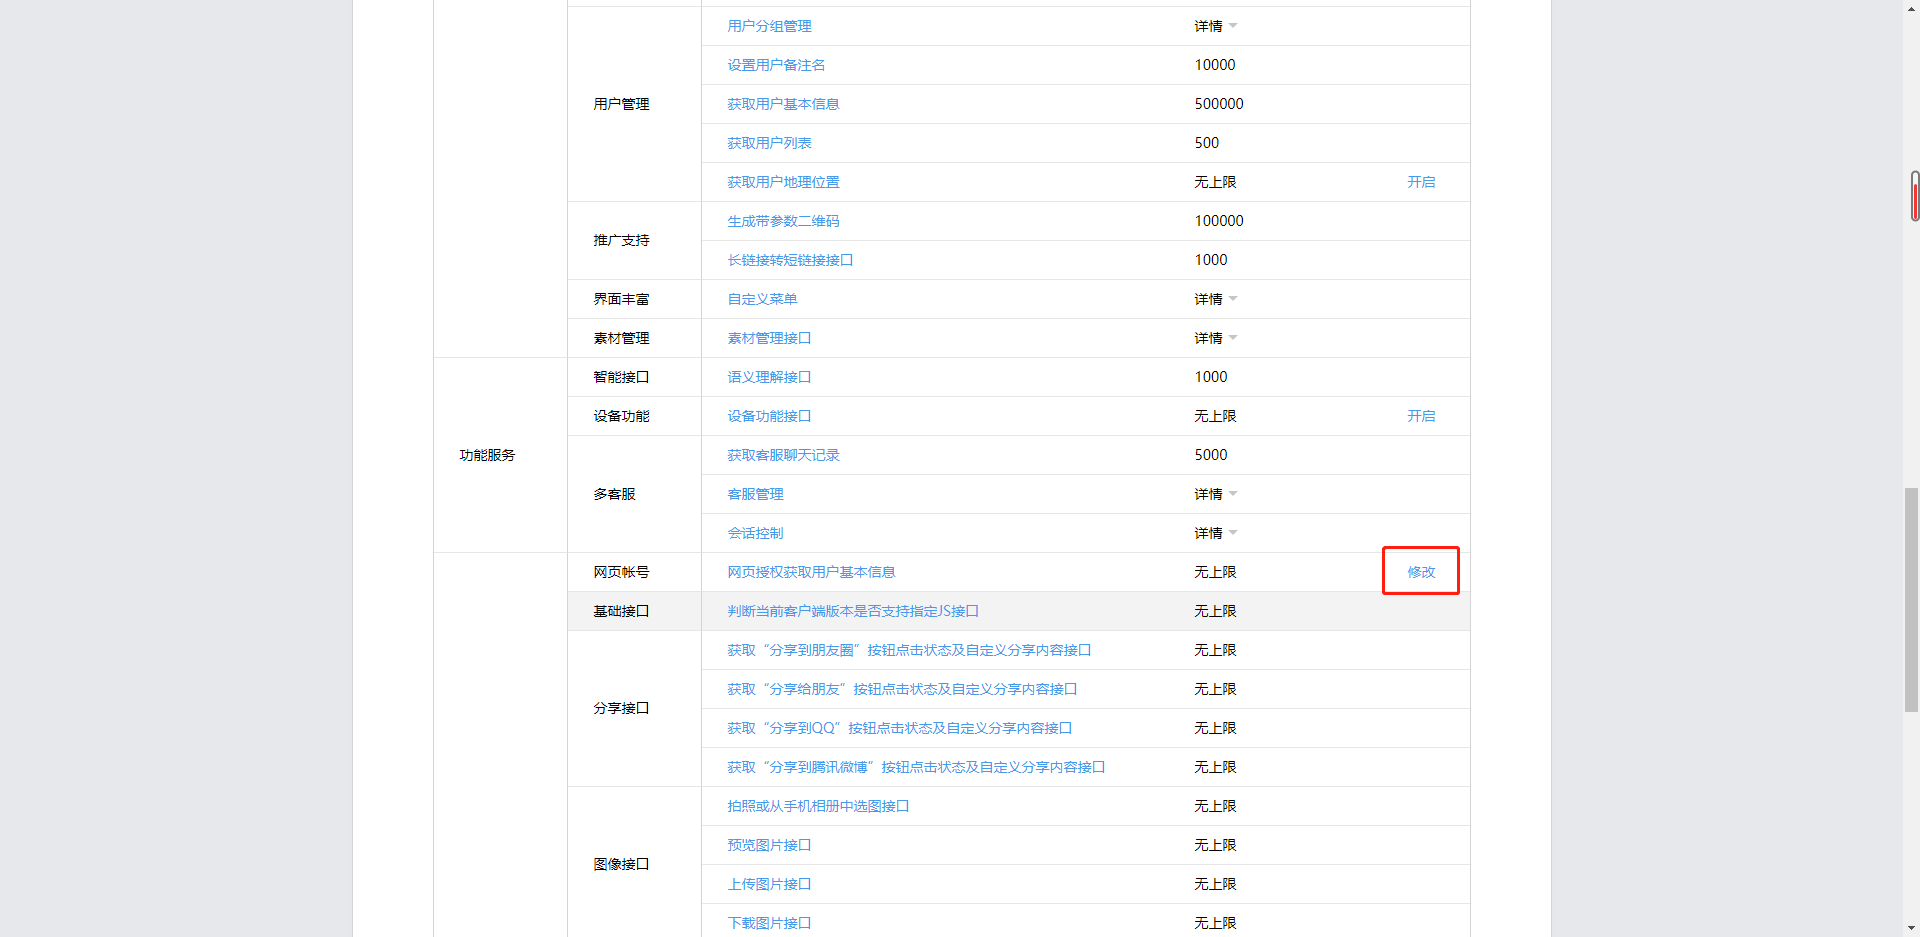 用户分组管理 详情
设置用户备注名 10000
用户管理 获取用户基本信息 500000
获取用户列表 500
获取用户地理位置 无上限 开启
推广支持 生成带参数二维码 100000
长链接转短链接接口 1000
界面丰富 自定义菜单 详情
素材管理 素材管理接口 详情
智能接口 语义理解接口 1000
设备功能 设备功能接口 无上限 开启
功能服务 获取客服聊天记录 5000
多客服 客服管理 详情
会话控制 详情
网页帐号 网页授权获取用户基本信息 无上限 修改
基础接口 判断当前客户端版本是否支持指定JS接口 无上限
获取“分享到朋友圈”按钮点击状态及自定义分享内容接口 无上限
获取“分享给朋友”按钮点击状态及自定义分享内容接口 无上限
分享接口
获取“分享到QQ”按钮点击状态及自定义分享内容接口 无上限
获取“分享到腾讯微博”按钮点击状态及自定义分享内容接口 无上限
拍照或从手机相册中选图接口 无上限
预览图片接口 无上限
图像接口
上传图片接口 无上限
下载图片接口 无上限